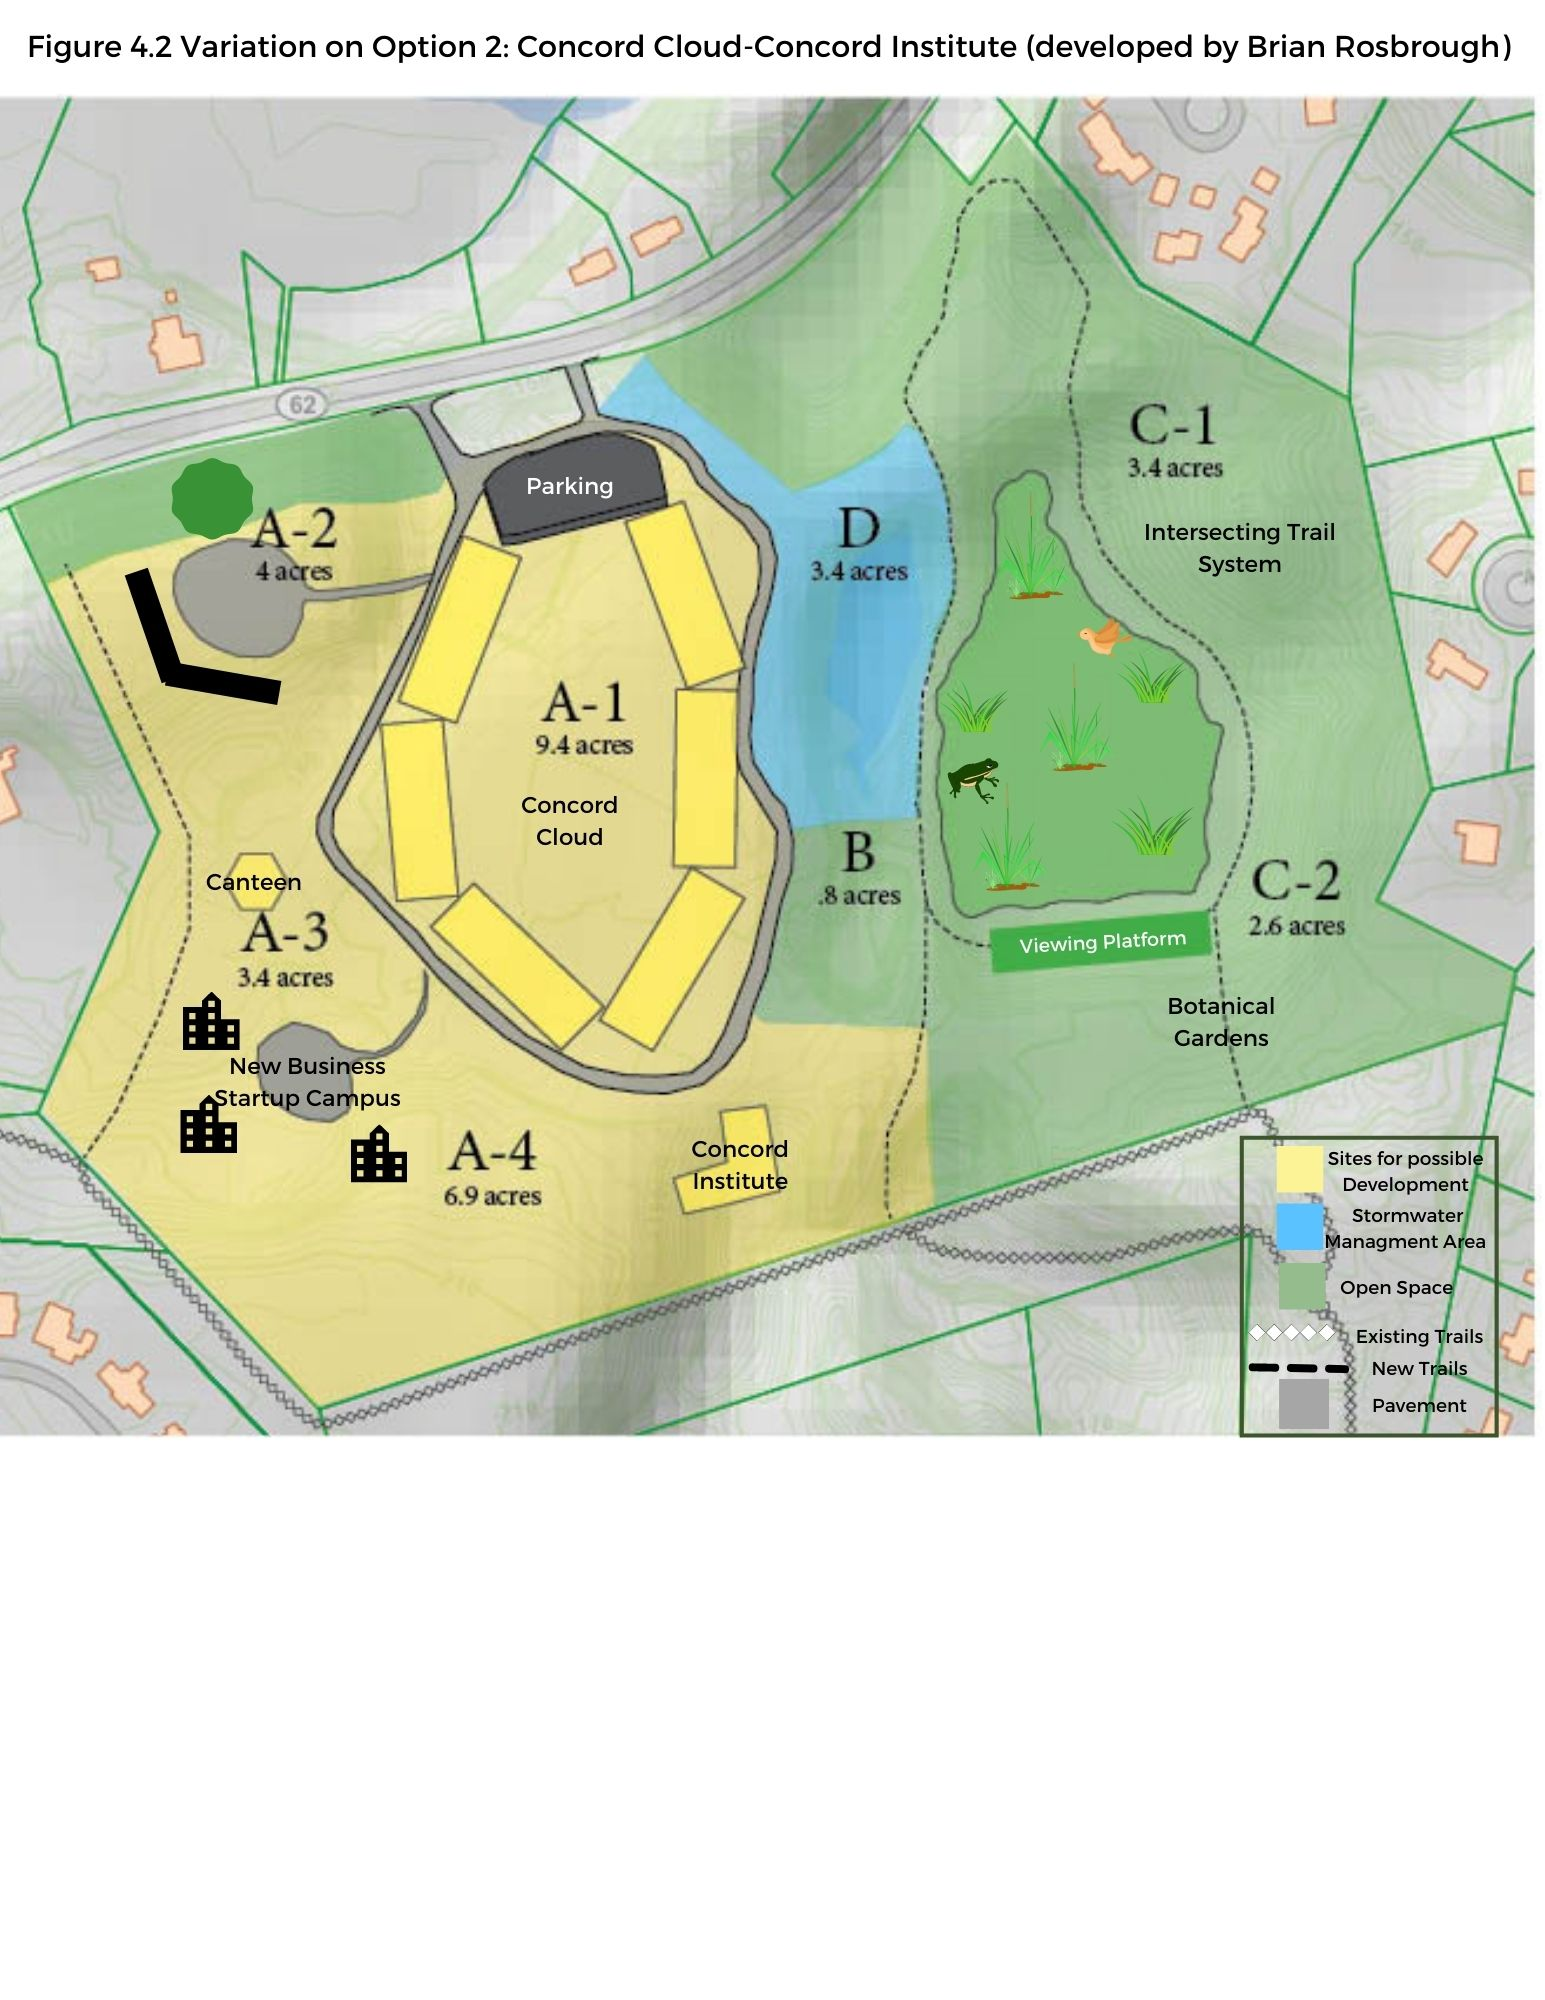 Figure 4.2 Variation on Option 2: Concord Cloud-Concord Institute (developed by Brian Rosbrough)
62
C-1
3.4 acres
Parking
A-2
4 acres
D
3.4 acres
Intersecting Trail
System
A-1
9.4 acres
Concord
Cloud
B
.8 acres
Canteen
C-2
2.6 acres
A-3
3.4 acres
Viewing Platform
Botanical
Gardens
New Business
Startup Campus
A-4
6.9 acres
Concord
Institute
Sites for possible
Development
Stormwater
Managment Area
Open Space
Existing Trails
New Trails
Pavement